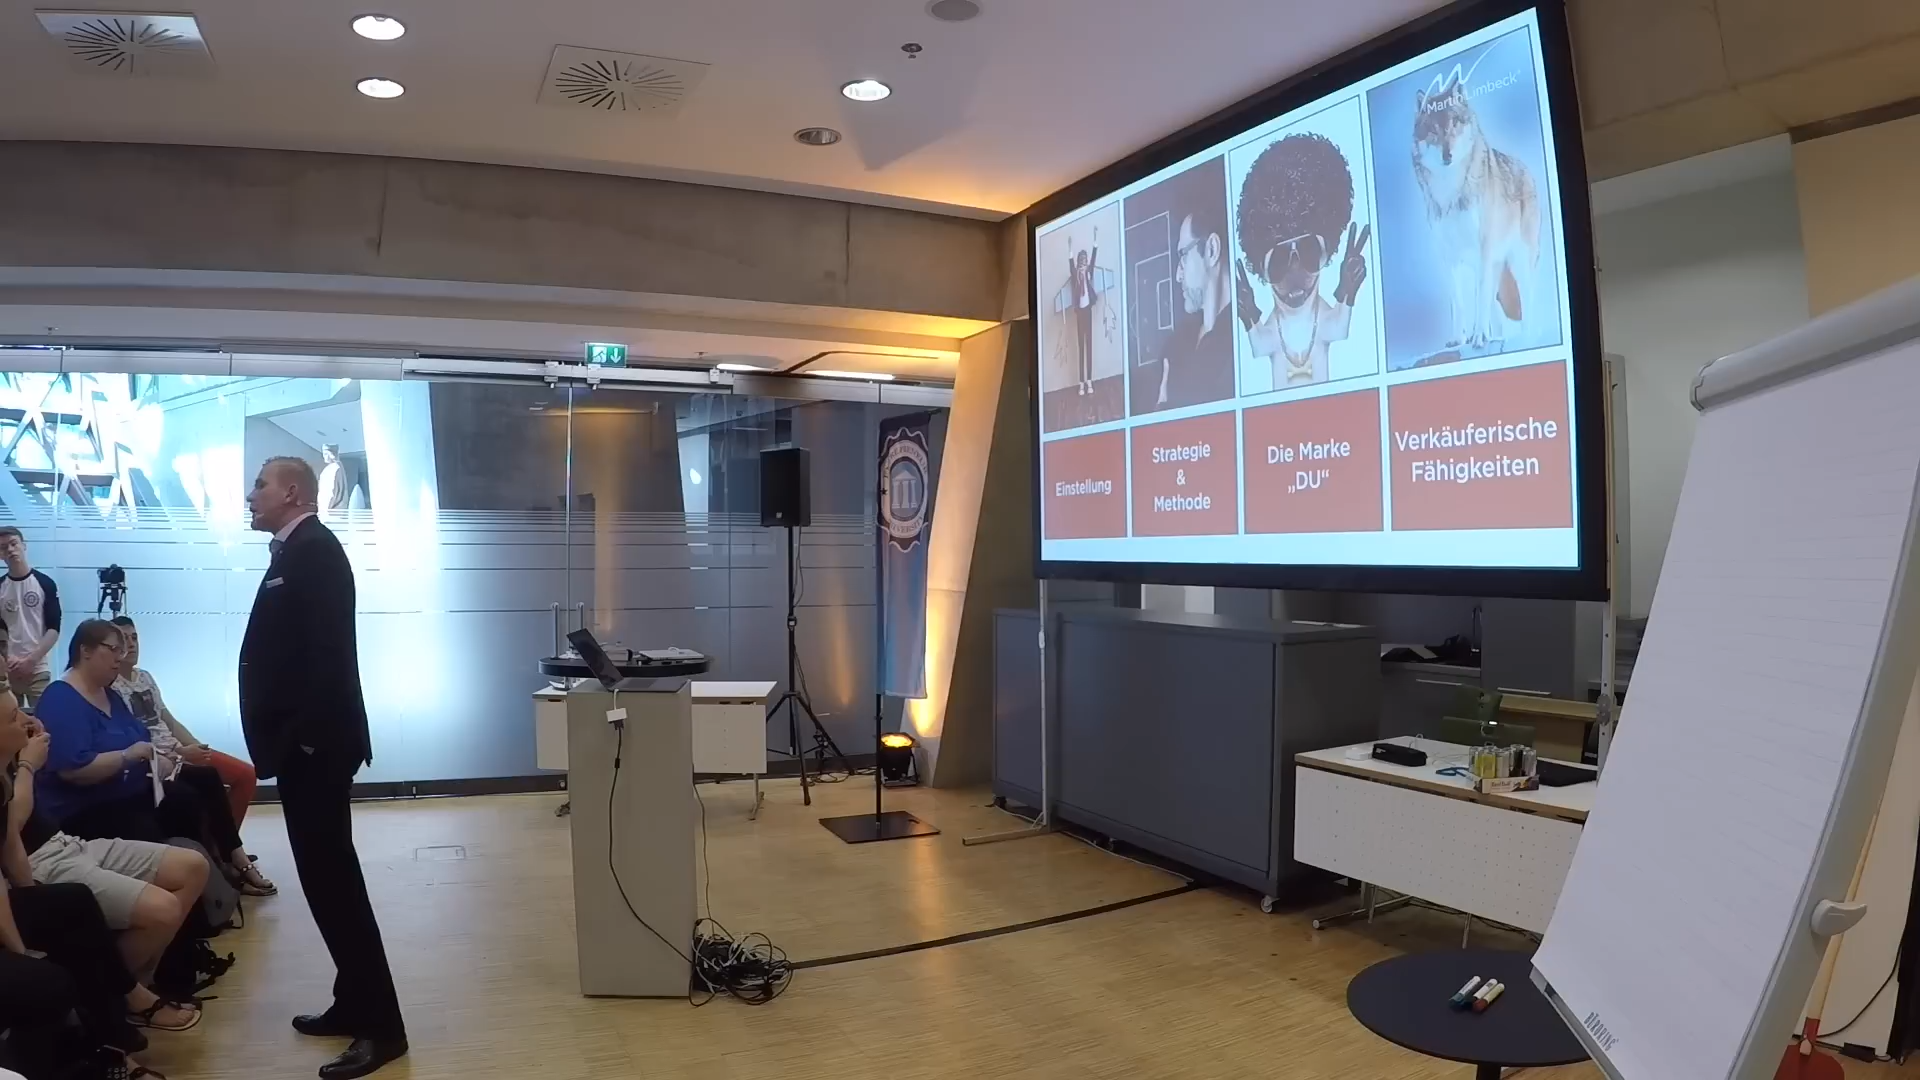 Martin Limbeck®
Einstellung
Strategie
&
Methode
Die Marke
„DU“
Verkäuferische
Fähigkeiten